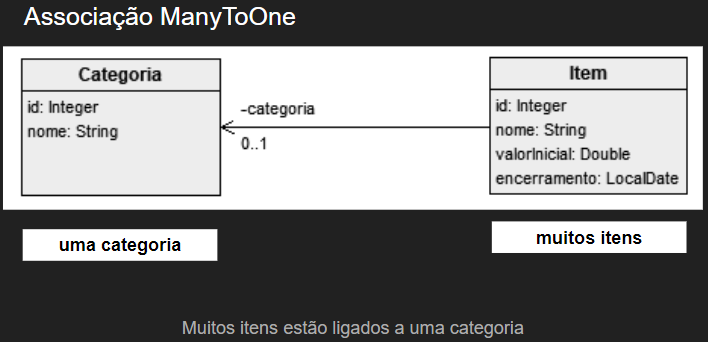 Associação ManyToOne
Categoria
id: Integer
nome: String
-categoria
0..1
Item
id: Integer
nome: String
valorInicial: Double
encerramento: LocalDate
uma categoria
muitos itens
Muitos itens estão ligados a uma categoria